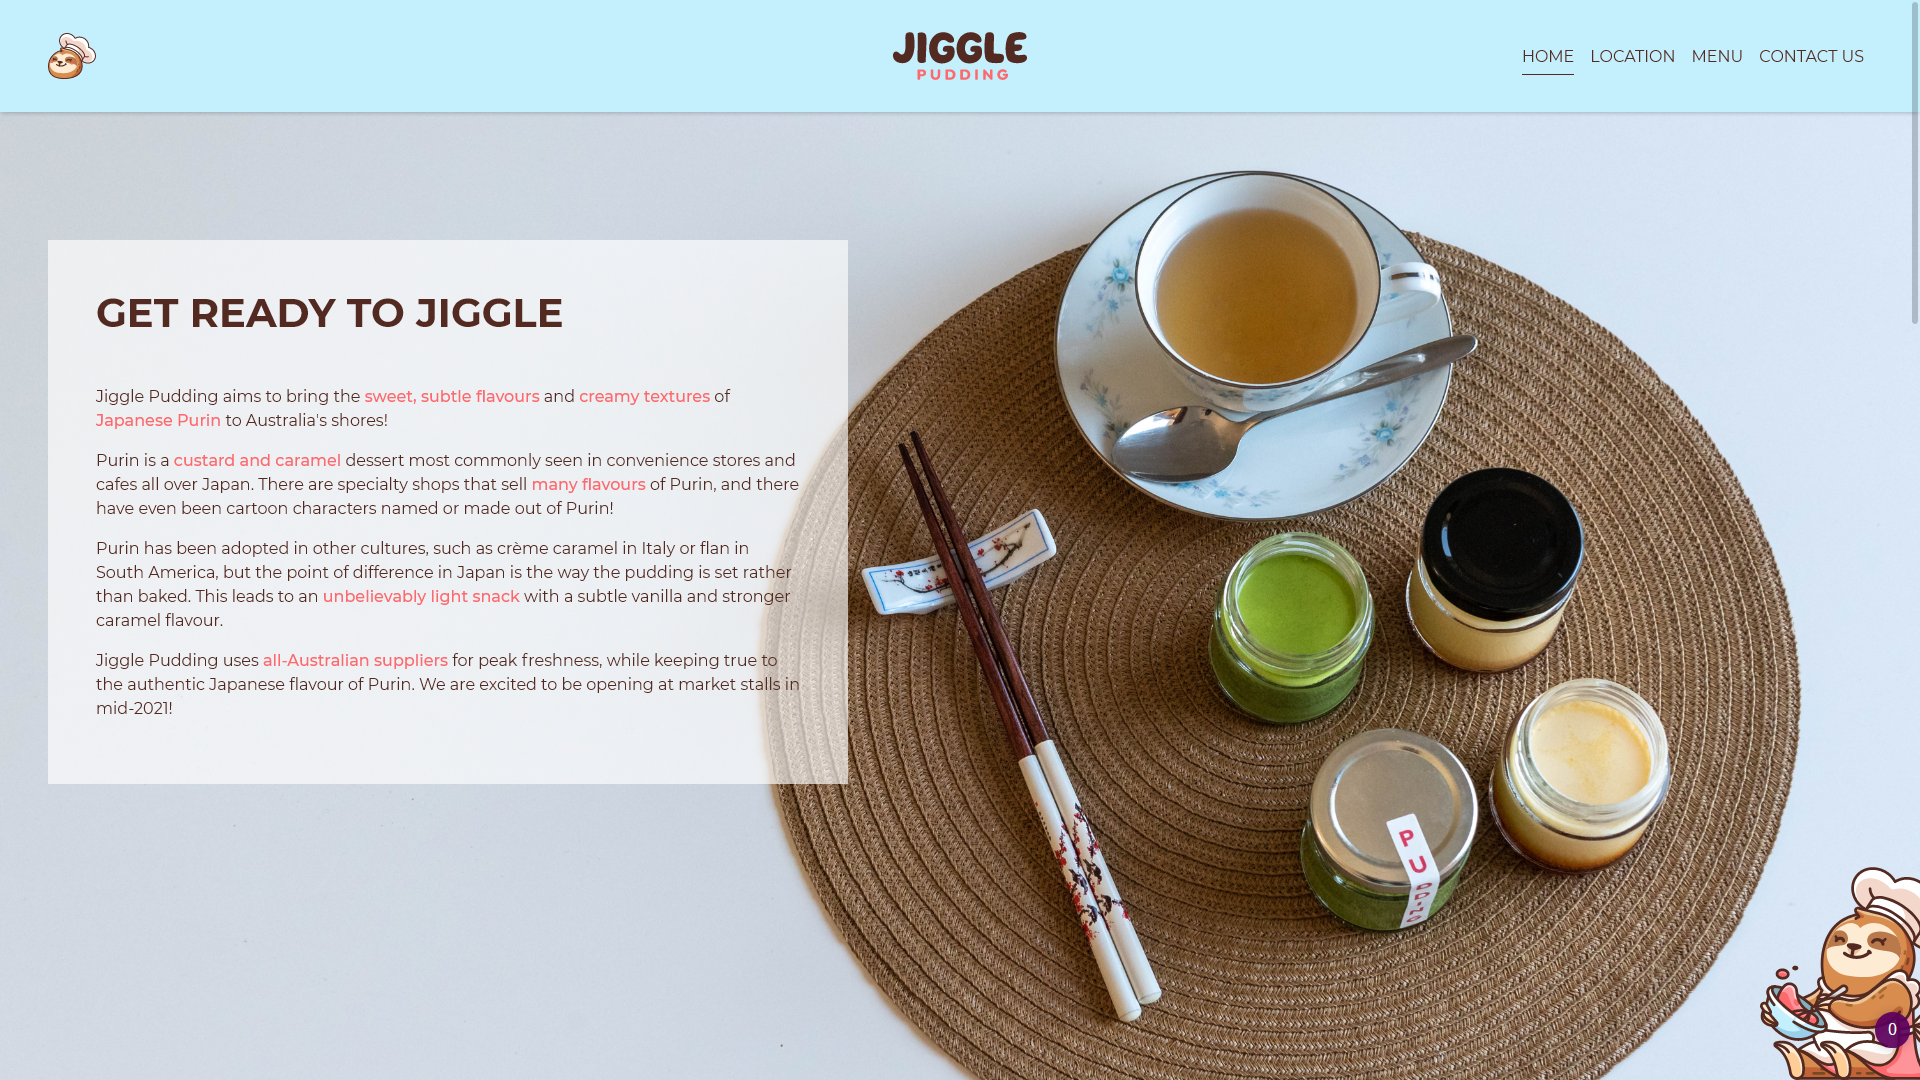 JIGGLE
PUDDING
HOME LOCATION MENU CONTACT US
GET READY TO JIGGLE
Jiggle Pudding aims to bring the sweet, subtle flavours and creamy textures of
Japanese Purin to Australia's shores!
Purin is a custard and caramel dessert most commonly seen in convenience stores and
cafes all over Japan. There are specialty shops that sell many flavours of Purin, and there
have even been cartoon characters named or made out of Purin!
Purin has been adopted in other cultures, such as crème caramel in Italy or flan in
South America, but the point of difference in Japan is the way the pudding is set rather
than baked. This leads to an unbelievably light snack with a subtle vanilla and stronger
caramel flavour.
Jiggle Pudding uses all-Australian suppliers for peak freshness, while keeping true to
the authentic Japanese flavour of Purin. We are excited to be opening at market stalls in
mid-2021!
PUDDING
0